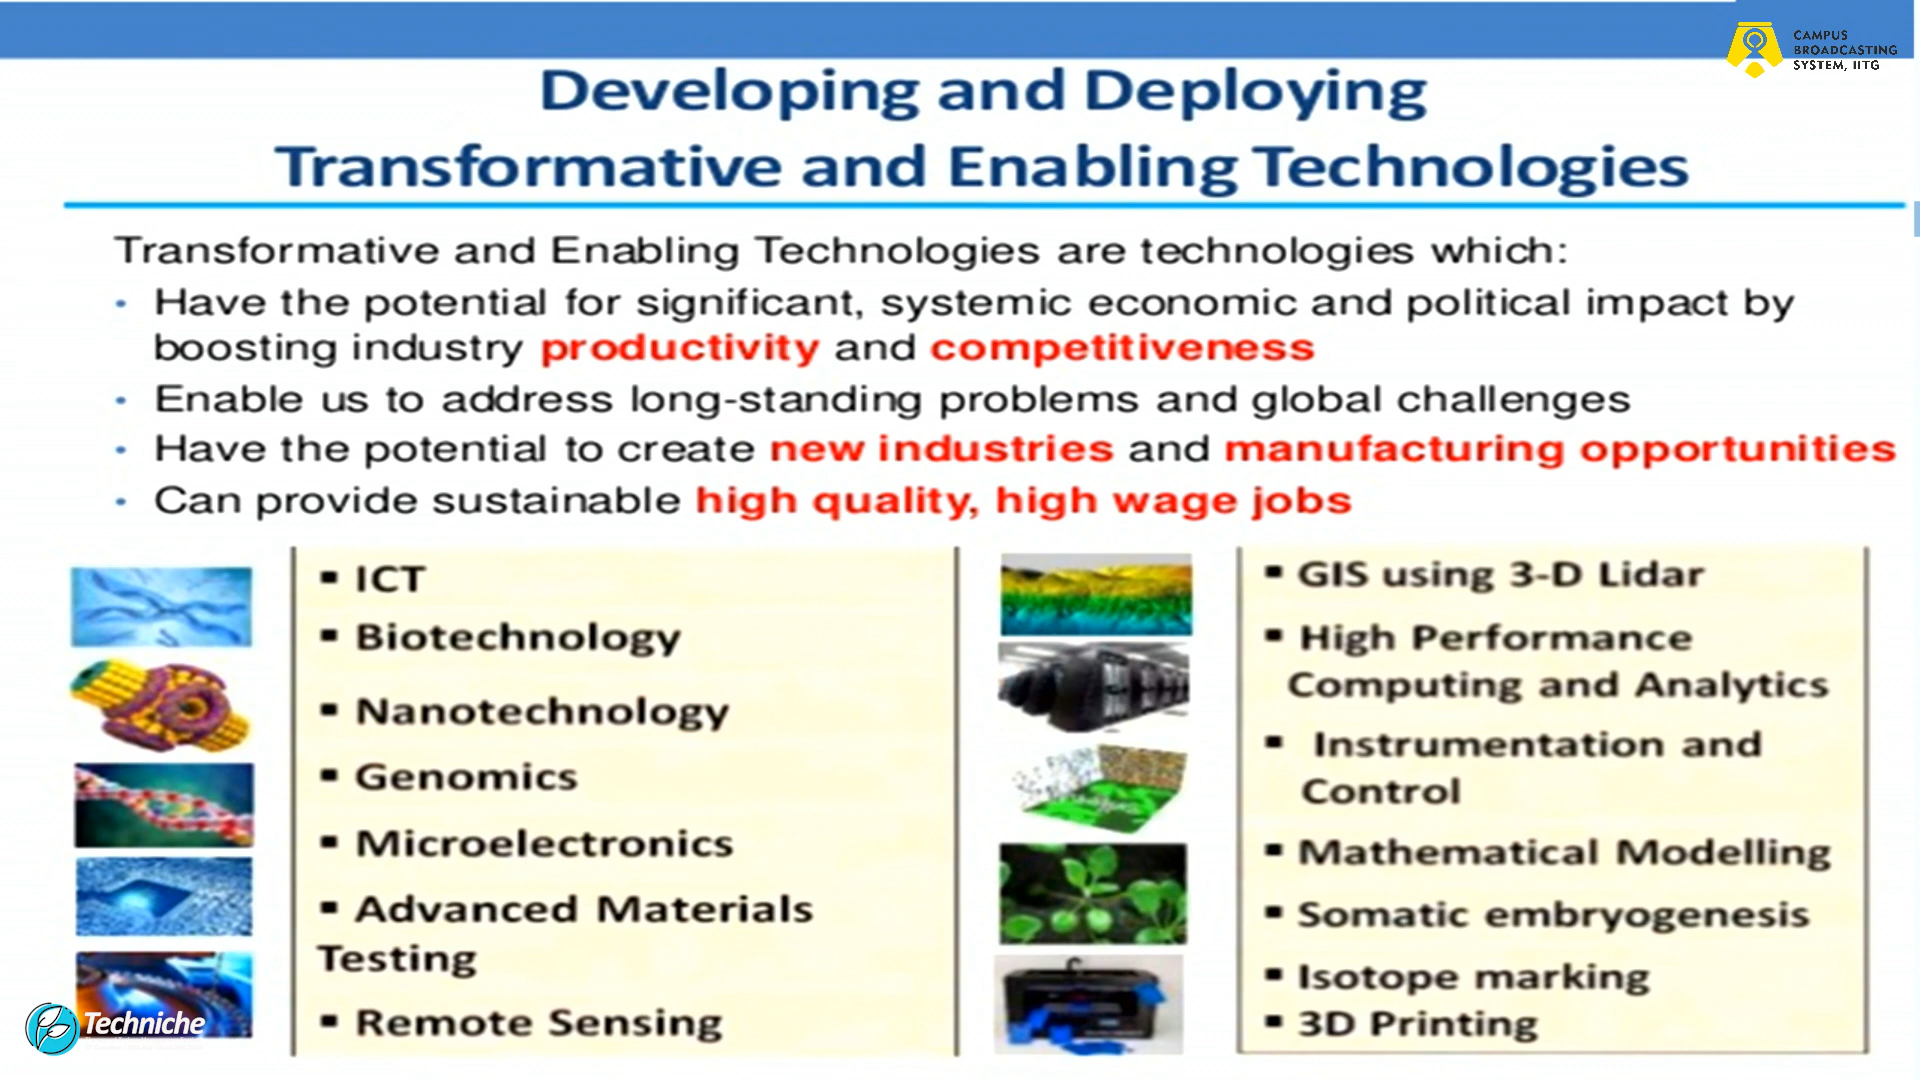 CAMPUS
BROADCASTING
SYSTEM, IITG
Developing and Deploying
Transformative and Enabling Technologies
Transformative and Enabling Technologies are technologies which:
• Have the potential for significant, systemic economic and political impact by
boosting industry productivity and competitiveness
• Enable us to address long-standing problems and global challenges
• Have the potential to create new industries and manufacturing opportunities
• Can provide sustainable high quality, high wage jobs
▪ ICT
▪ Biotechnology
▪ Nanotechnology
▪ Genomics
▪ Microelectronics
▪ Advanced Materials
Testing
▪ Remote Sensing
▪ GIS using 3-D Lidar
▪ High Performance
Computing and Analytics
▪ Instrumentation and
Control
▪ Mathematical Modelling
▪ Somatic embryogenesis
▪ Isotope marking
▪ 3D Printing
Techniche